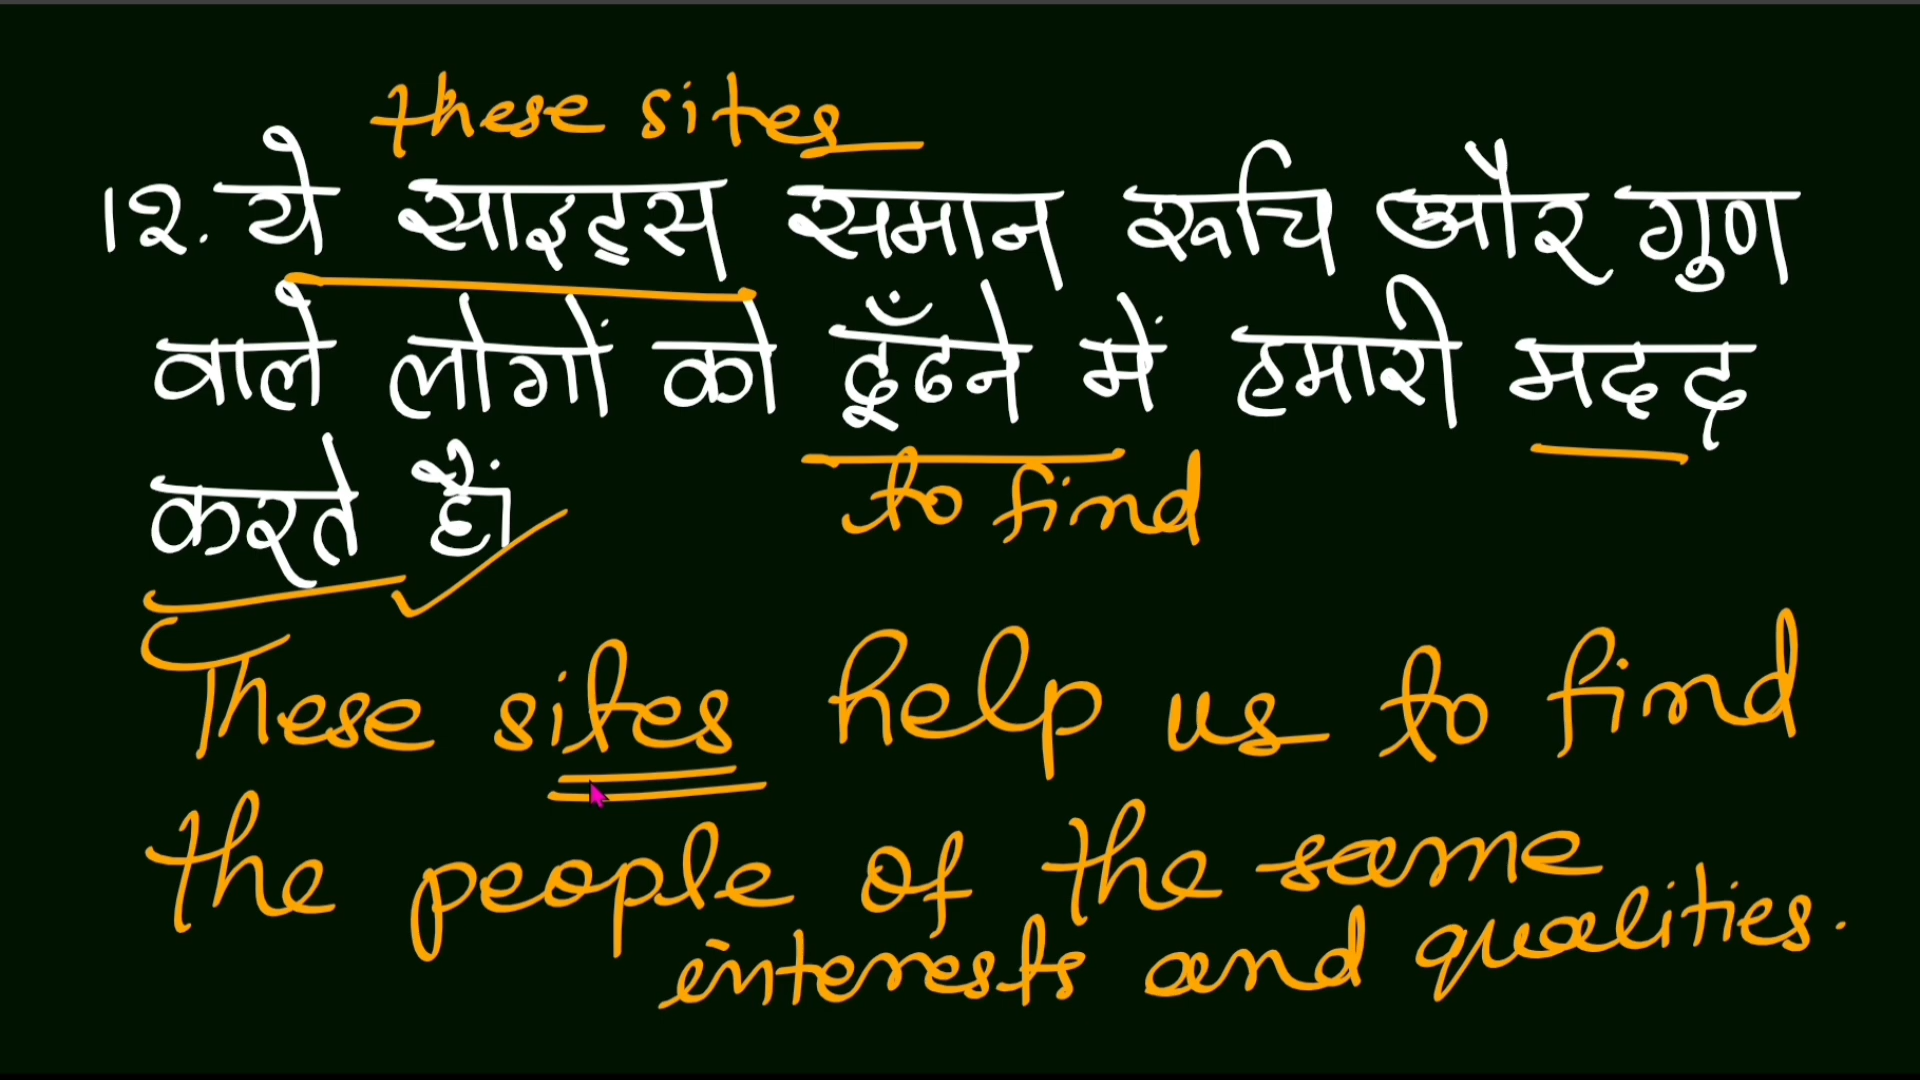 these sites
१२. ये साइट्स समान रूचि और गुण
वाले लोगों को ढूँढने में हमारी मदद
करते हैं।
to find
These sites help us to find
the people of the same
interests and qualities.